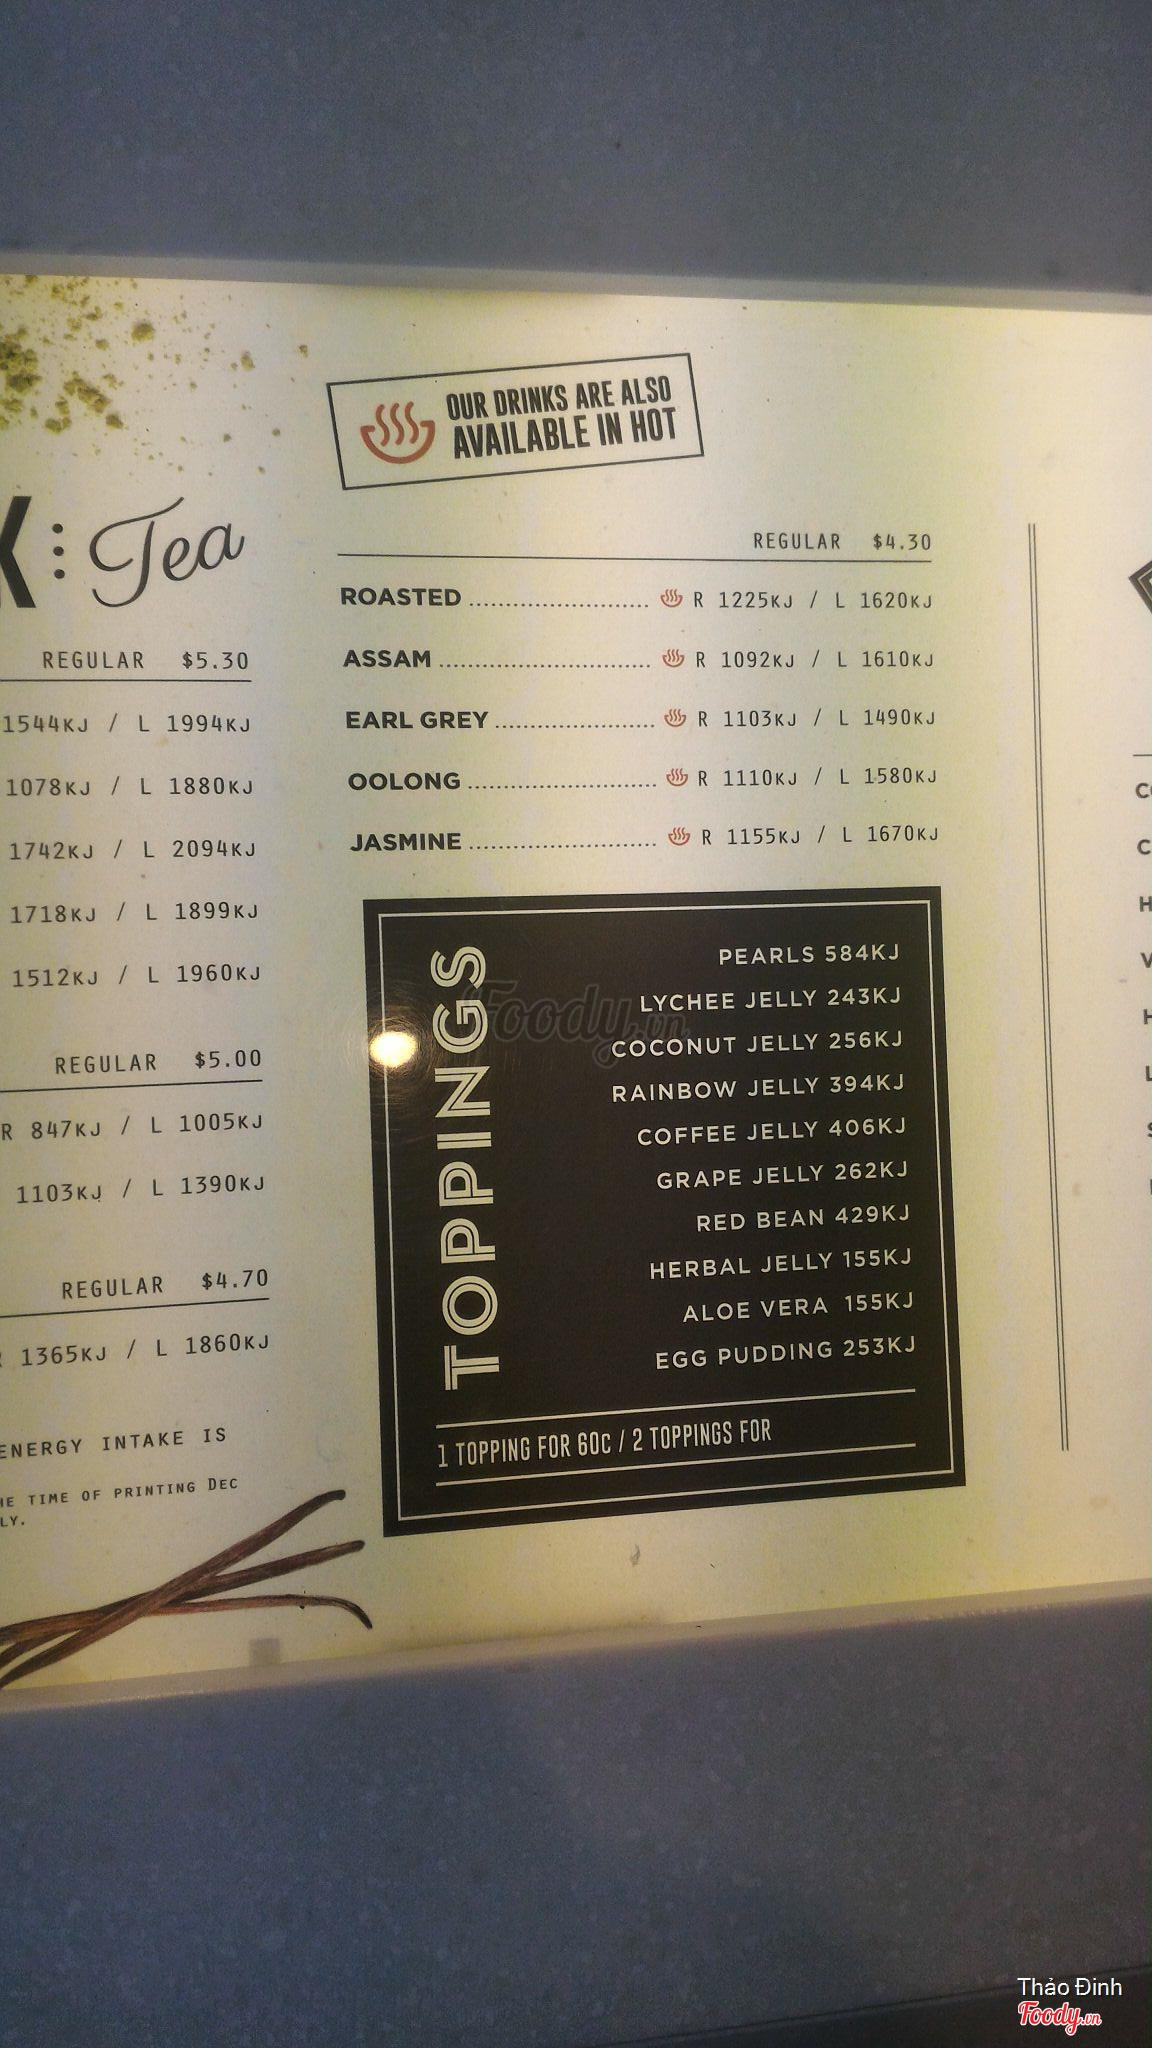 Tea
REGULAR $5.30
1544KJ / L 1994KJ
1078KJ / L 1880KJ
1742KJ / L 2094KJ
1718KJ / L 1899KJ
1512KJ / L 1960KJ
REGULAR $5.00
R 847KJ / L 1005KJ
1103KJ / L 1390KJ
REGULAR $4.70
1365KJ / L 1860KJ
ENERGY INTAKE IS
TIME OF PRINTING DEC
OUR DRINKS ARE ALSO
AVAILABLE IN HOT
REGULAR $4.30
ROASTED R 1225KJ / L 1620KJ
ASSAM R 1092KJ / L 1610KJ
EARL GREY R 1103KJ / L 1490KJ
OOLONG R 1110KJ / L 1580KJ
JASMINE R 1155KJ / L 1670KJ
TOPPINGS
PEARLS 584KJ
LYCHEE JELLY 243KJ
COCONUT JELLY 256KJ
RAINBOW JELLY 394KJ
COFFEE JELLY 406KJ
GRAPE JELLY 262KJ
RED BEAN 429KJ
HERBAL JELLY 155KJ
ALOE VERA 155KJ
EGG PUDDING 253KJ
1 TOPPING FOR 60C / 2 TOPPINGS FOR
Foody.vn
Thảo Đinh
Foody.vn